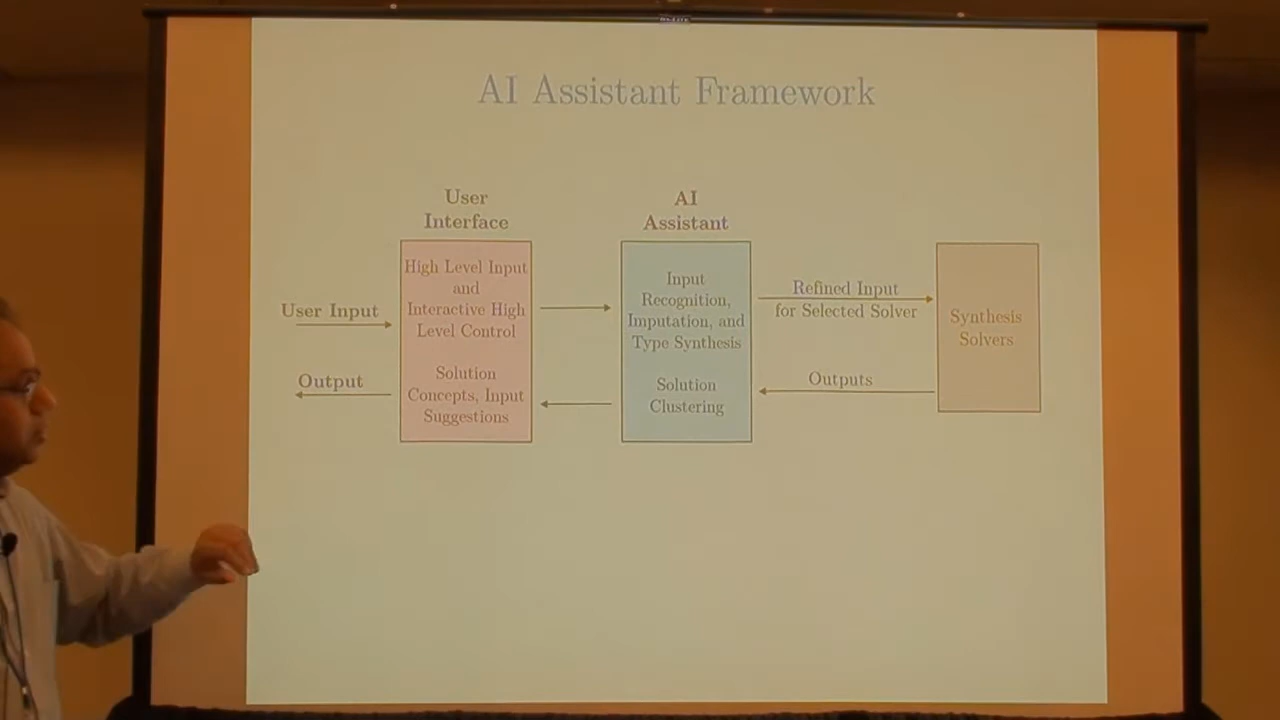 AI Assistant Framework
User
Interface
AI
Assistant
User Input
Output
High Level Input
and
Interactive High
Level Control
Solution
Concepts, Input
Suggestions
Input
Recognition,
Imputation, and
Type Synthesis
Solution
Clustering
Refined Input
for Selected Solver
Outputs
Synthesis
Solvers